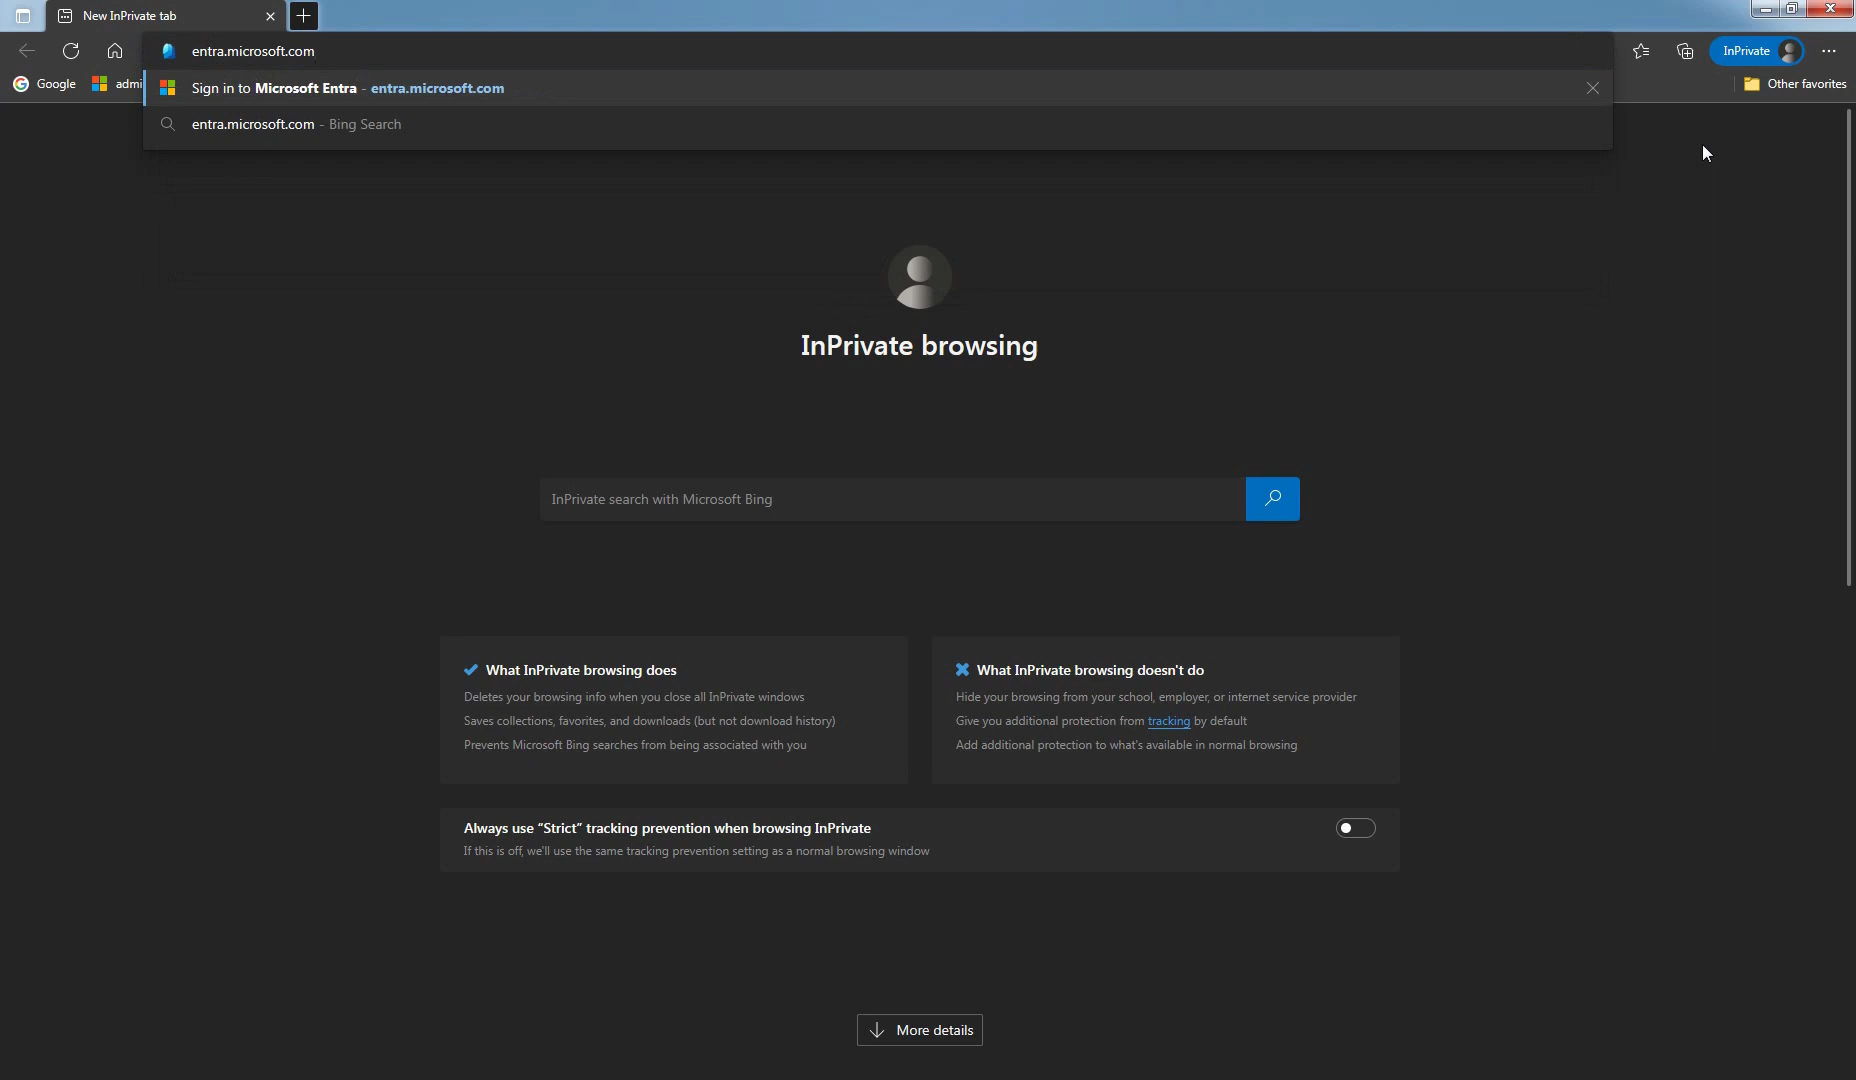 New InPrivate tab
entra.microsoft.com
InPrivate
Sign in to Microsoft Entra - entra.microsoft.com
Google
admi
Other favorites
entra.microsoft.com - Bing Search
InPrivate browsing
InPrivate search with Microsoft Bing
What InPrivate browsing does
Deletes your browsing info when you close all InPrivate windows
Saves collections, favorites, and downloads (but not download history)
Prevents Microsoft Bing searches from being associated with you
What InPrivate browsing doesn't do
Hide your browsing from your school, employer, or internet service provider
Give you additional protection from tracking by default
Add additional protection to what's available in normal browsing
Always use “Strict” tracking prevention when browsing InPrivate
If this is off, we'll use the same tracking prevention setting as a normal browsing window
More details